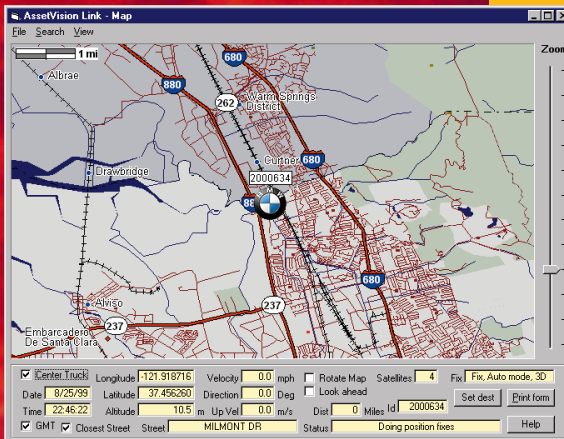 AssetVision Link - Map
File Search View
Zoom
1 mi
680
Albrae
880
262
Warm Springs
District
Curtner
680
Drawbridge
2000634
88
680
Alviso
237
237
Embarcadero
De Santa Clara
Center Truck Longitude -121.918716 Velocity 0.0 mph Rotate Map Satellites 4 Fix Fix, Auto mode, 3D
Date 8/25/99 Latitude 37.456260 Direction 0.0 Deg Look ahead Id 2000634 Set dest Print form
Time 22:46:22 Altitude 10.5 m Up Vel 0.0 m/s Dist 0 Miles
GMT Closest Street Street MILMONT DR Status Doing position fixes Help